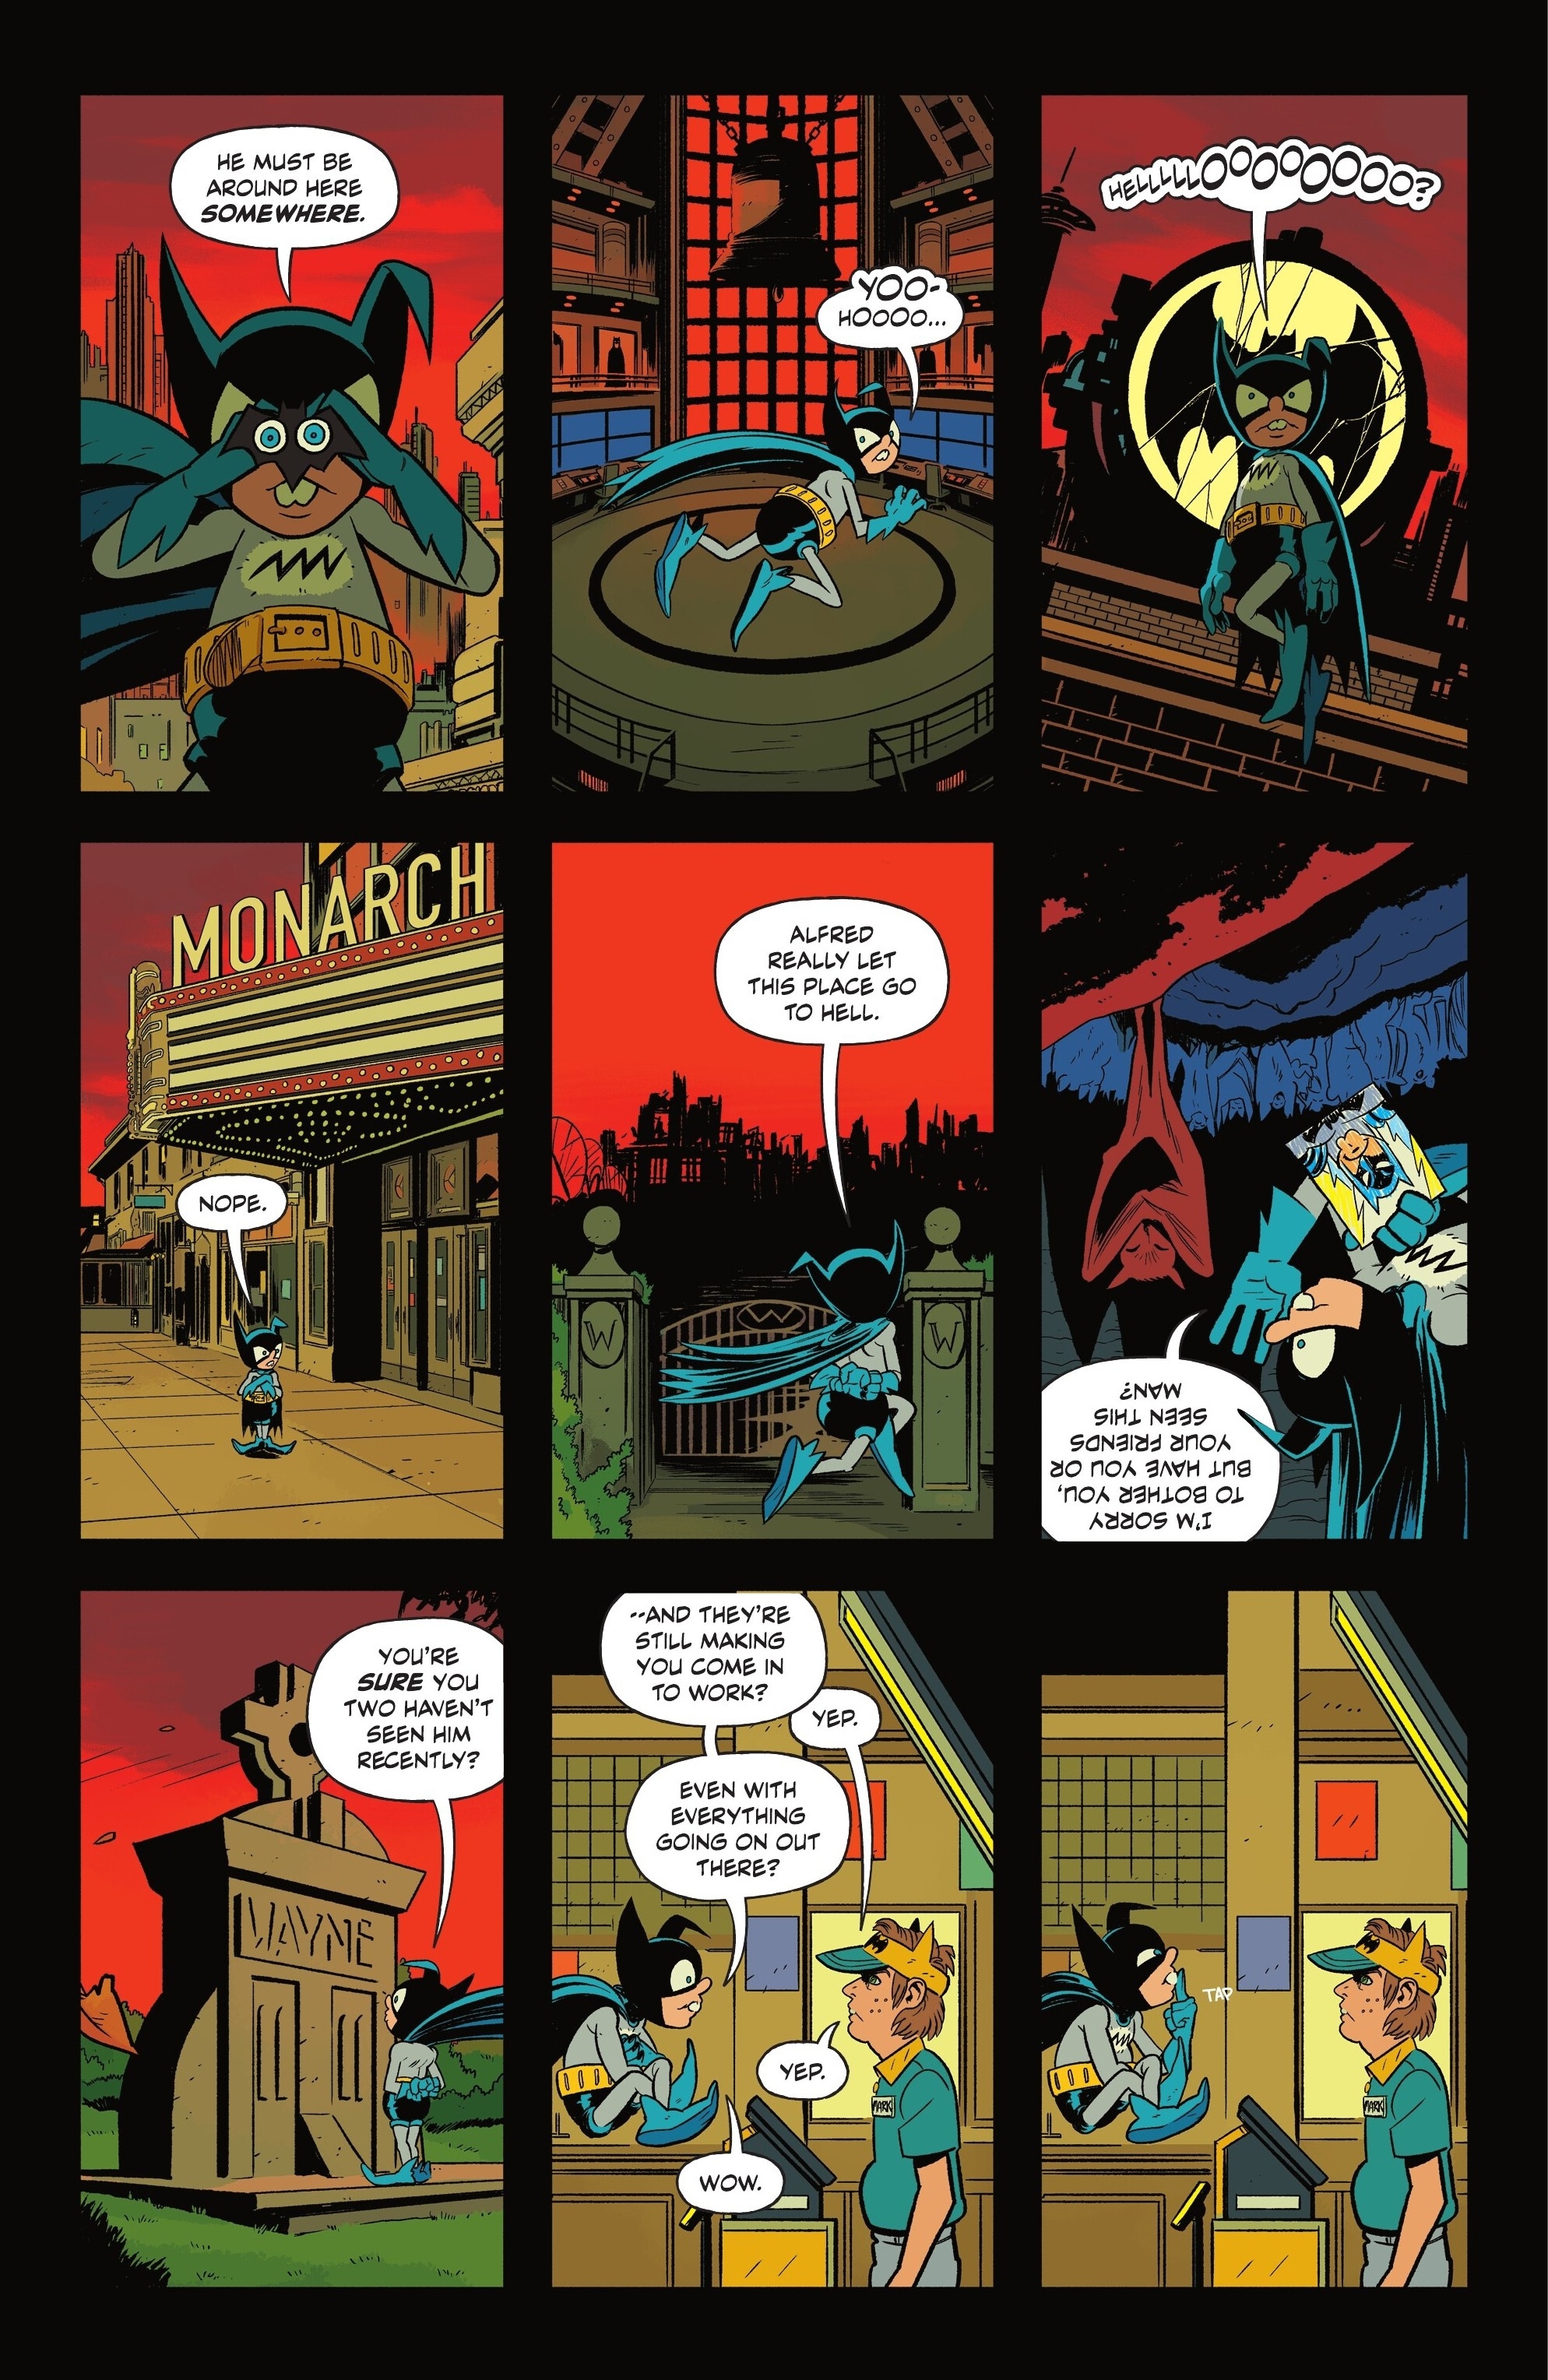 HE MUST BE
AROUND HERE
SOMEWHERE.
YOO-
HOOOO...
HELLLLLOOOOOOOOO?
MONARCH
NOPE.
ALFRED
REALLY LET
THIS PLACE GO
TO HELL.
W
W
W
I'M SORRY
TO BOTHER YOU,
BUT HAVE YOU OR
YOUR FRIENDS
SEEN THIS
MAN?
YOU'RE
SURE YOU
TWO HAVEN'T
SEEN HIM
RECENTLY?
WAYNE
--AND THEY'RE
STILL MAKING
YOU COME IN
TO WORK?
YEP.
EVEN WITH
EVERYTHING
GOING ON OUT
THERE?
YEP.
WOW.
MARK
TAP
MARK